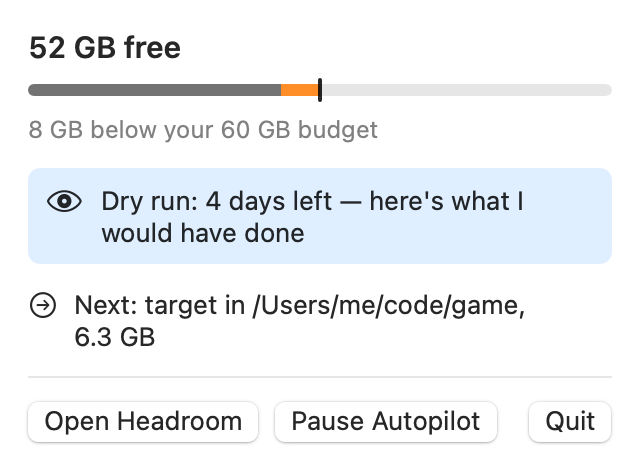 52 GB free
8 GB below your 60 GB budget
Dry run: 4 days left — here's what I
would have done
Next: target in /Users/me/code/game,
6.3 GB
Open Headroom
Pause Autopilot
Quit